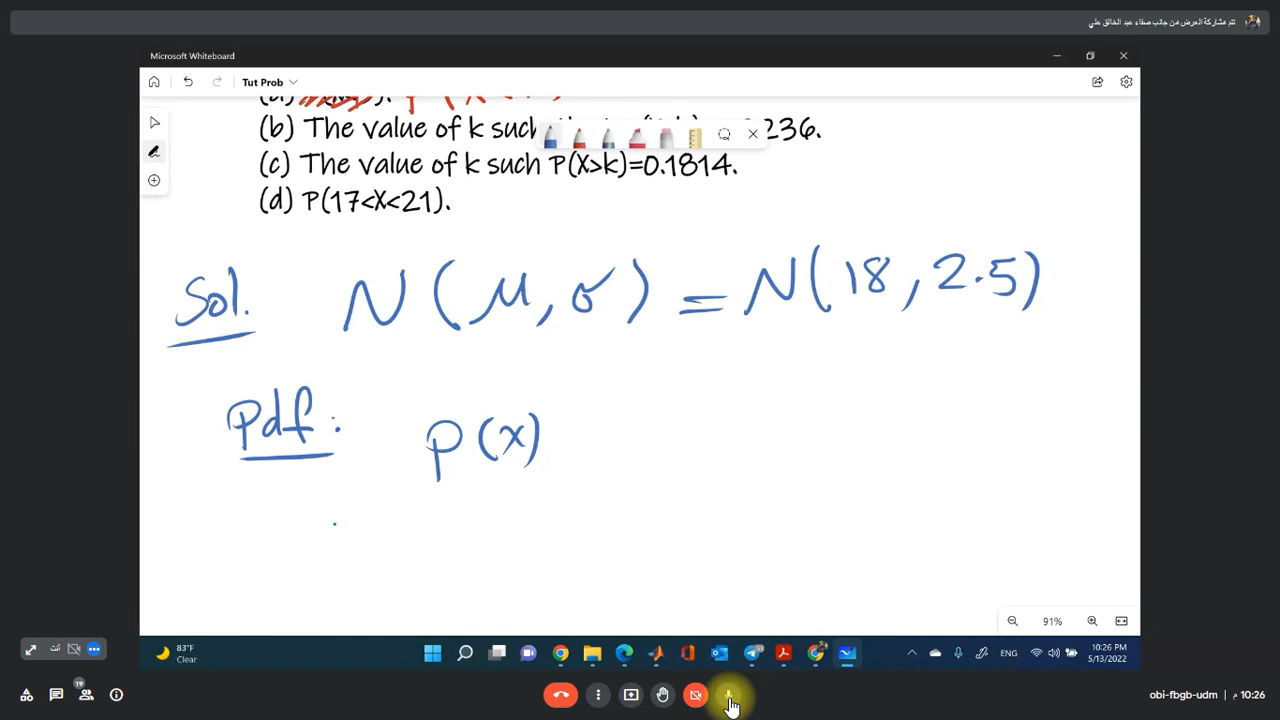 تتم مشاركة العرض من جانب صفاء عبد الخالق علي
Microsoft Whiteboard
Tut Prob
(b) The value of k such 236.
(c) The value of k such P(X>k)=0.1814.
(d) P(17<X<21).
Sol. N(μ, σ) = N(18, 2.5)
Pdf: P(x)
91%
83°F
Clear
ENG
10:26 PM
5/13/2022
أنت
19
obi-fbgb-udm | 10:26 م